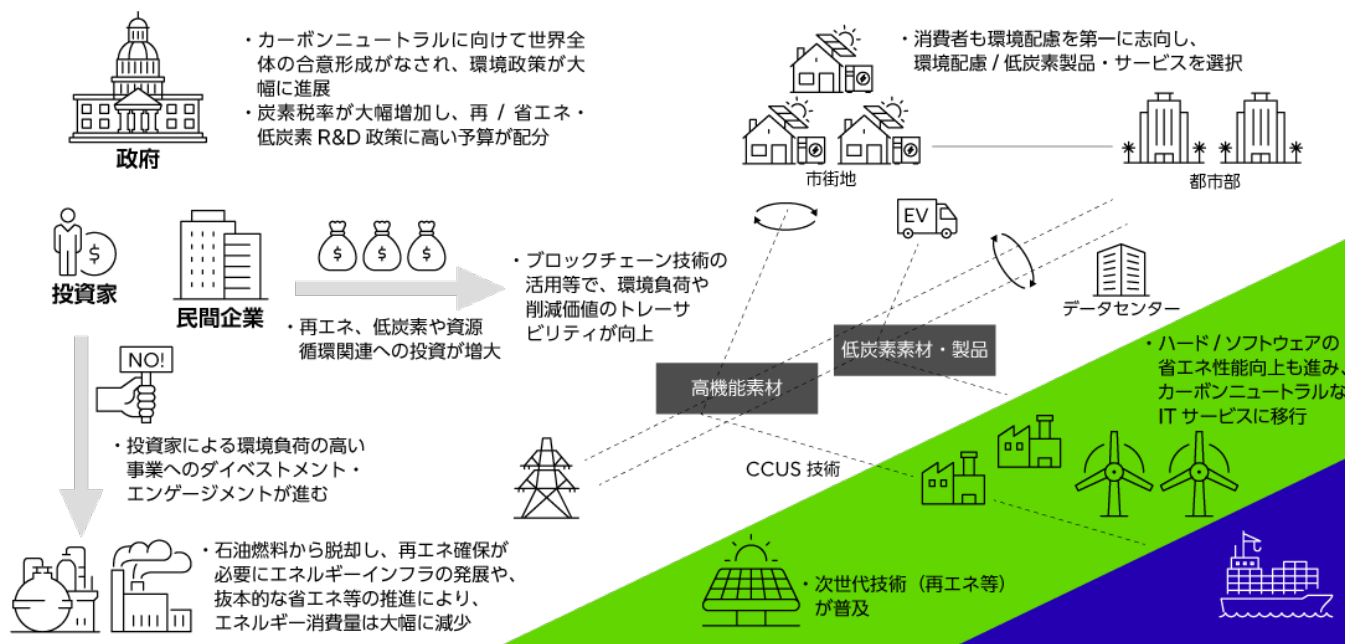 ・カーボンニュートラルに向けて世界全
体の合意形成がなされ、環境政策が大
幅に進展
・炭素税率が大幅増加し、再 / 省エネ・
低炭素 R&D 政策に高い予算が配分
政府
・消費者も環境配慮を第一に志向し、
環境配慮 / 低炭素製品・サービスを選択
市街地
都市部
EV
$
$
$
$
投資家
民間企業
・再エネ、低炭素や資源
循環関連への投資が増大
・ブロックチェーン技術の
活用等で、環境負荷や
削減価値のトレーサ
ビリティが向上
データセンター
低炭素素材・製品
高機能素材
・ハード / ソフトウェアの
省エネ性能向上も進み、
カーボンニュートラルな
IT サービスに移行
NO!
・投資家による環境負荷の高い
事業へのダイベストメント・
エンゲージメントが進む
CCUS 技術
・石油燃料から脱却し、再エネ確保が
必要にエネルギーインフラの発展や、
抜本的な省エネ等の推進により、
エネルギー消費量は大幅に減少
・次世代技術（再エネ等）
が普及